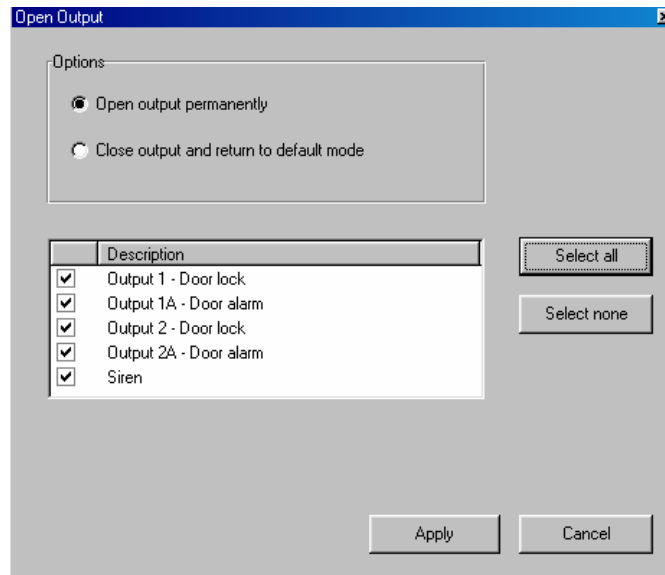 Open Output
Options
Open output permanently
Close output and return to default mode
Description
Output 1 - Door lock
Output 1A - Door alarm
Output 2 - Door lock
Output 2A - Door alarm
Siren
Select all
Select none
Apply
Cancel